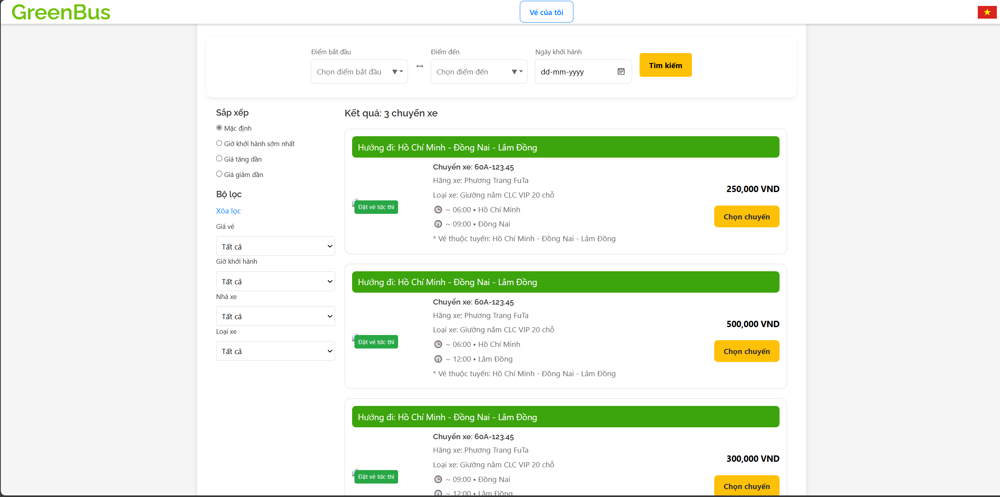 GreenBus
Vé của tôi
Điểm bắt đầu
Chọn điểm bắt đầu
Điểm đến
Chọn điểm đến
Ngày khởi hành
dd-mm-yyyy
Tìm kiếm
Sắp xếp
Mặc định
Giờ khởi hành sớm nhất
Giá tăng dần
Giá giảm dần
Bộ lọc
Xóa lọc
Giá vé
Tất cả
Giờ khởi hành
Tất cả
Nhà xe
Tất cả
Loại xe
Tất cả
Kết quả: 3 chuyến xe
Hướng đi: Hồ Chí Minh - Đồng Nai - Lâm Đồng
Đặt vé tức thì
Chuyến xe: 60A-123.45
Hãng xe: Phương Trang FuTa
Loại xe: Giường nằm CLC VIP 20 chỗ
~ 06:00 • Hồ Chí Minh
~ 09:00 • Đồng Nai
* Vé thuộc tuyến: Hồ Chí Minh - Đồng Nai - Lâm Đồng
250,000 VND
Chọn chuyến
Hướng đi: Hồ Chí Minh - Đồng Nai - Lâm Đồng
Đặt vé tức thì
Chuyến xe: 60A-123.45
Hãng xe: Phương Trang FuTa
Loại xe: Giường nằm CLC VIP 20 chỗ
~ 06:00 • Hồ Chí Minh
~ 12:00 • Lâm Đồng
* Vé thuộc tuyến: Hồ Chí Minh - Đồng Nai - Lâm Đồng
500,000 VND
Chọn chuyến
Hướng đi: Hồ Chí Minh - Đồng Nai - Lâm Đồng
Đặt vé tức thì
Chuyến xe: 60A-123.45
Hãng xe: Phương Trang FuTa
Loại xe: Giường nằm CLC VIP 20 chỗ
~ 09:00 • Đồng Nai
~ 12:00 • Lâm Đồng
300,000 VND
Chọn chuyến